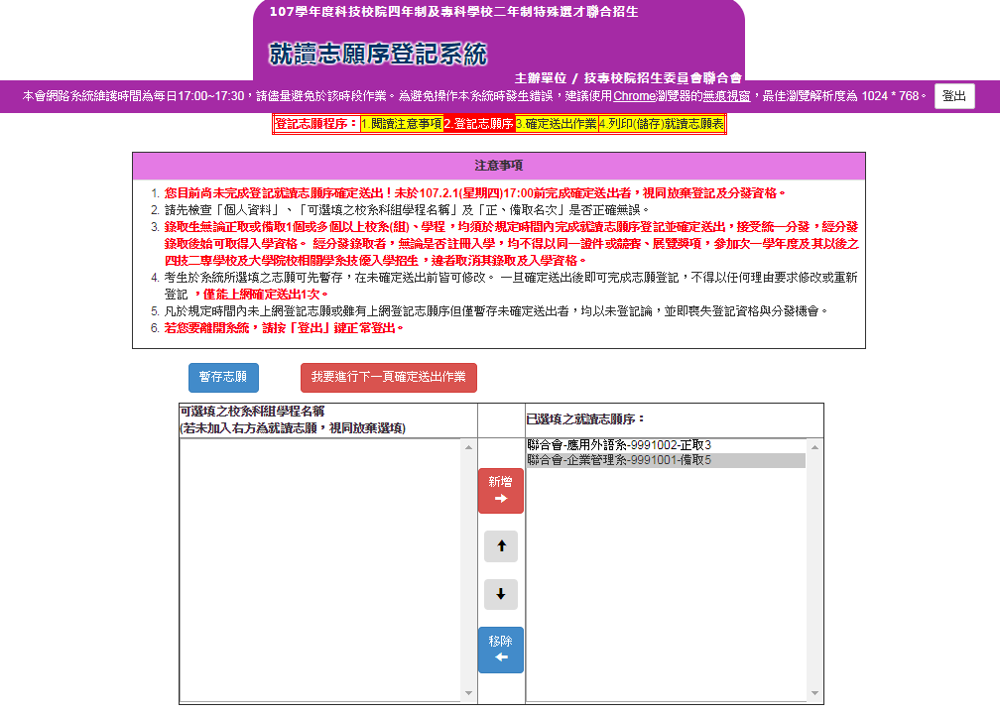 107學年度科技校院四年制及專科學校二年制特殊選才聯合招生
就讀志願序登記系統
主辦單位 / 技專校院招生委員會聯合會
本會網路系統維護時間為每日17:00~17:30，請儘量避免於該時段作業。為避免操作本系統時發生錯誤，建議使用Chrome瀏覽器的無痕視窗，最佳瀏覽解析度為 1024 * 768。 登出
登記志願程序： 1.閱讀注意事項 2.登記志願序 3.確定送出作業 4.列印(儲存)就讀志願表
注意事項
1. 您目前尚未完成登記就讀志願序確定送出！未於107.2.1(星期四)17:00前完成確定送出者，視同放棄登記及分發資格。
2. 請先檢查「個人資料」、「可選填之校系科組學程名稱」及「正、備取名次」是否正確無誤。
3. 錄取生無論正取或備取1個或多個以上校系(組)、學程，均須於規定時間內完成就讀志願序登記並確定送出，接受統一分發，經分發
錄取後始可取得入學資格。 經分發錄取者，無論是否註冊入學，均不得以同一證件或競賽、展覽獎項，參加次一學年度及其以後之
四技二專學校及大學院校相關學系技優入學招生，違者取消其錄取及入學資格。
4. 考生於系統所選填之志願可先暫存，在未確定送出前皆可修改。 一旦確定送出後即可完成志願登記，不得以任何理由要求修改或重新
登記 ，僅能上網確定送出1次。
5. 凡於規定時間內未上網登記志願或雖有上網登記志願序但僅暫存未確定送出者，均以未登記論，並即喪失登記資格與分發機會。
6. 若您要離開系統，請按「登出」鍵正常登出。
暫存志願 我要進行下一頁確定送出作業
可選填之校系科組學程名稱
(若未加入右方為就讀志願，視同放棄選填)
已選填之就讀志願序：
聯合會-應用外語系-9991002-正取3
聯合會-企業管理系-9991001-備取5
新增
移除